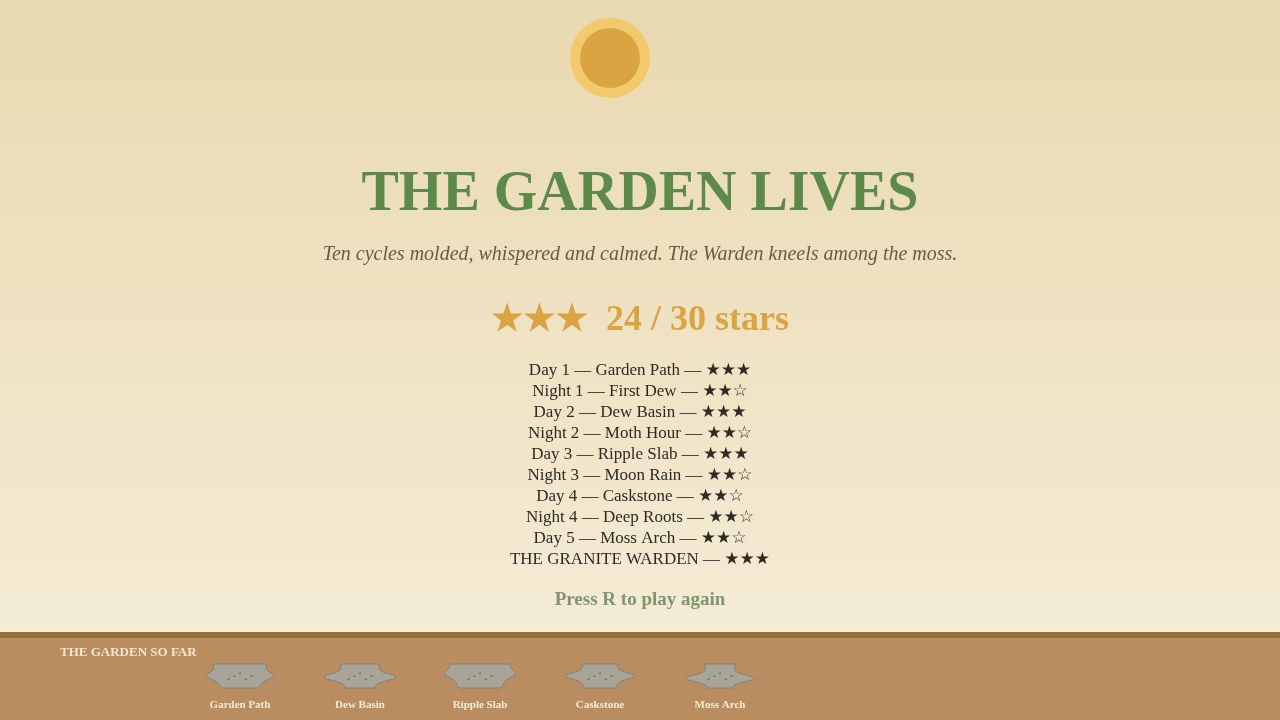 THE GARDEN LIVES
Ten cycles molded, whispered and calmed. The Warden kneels among the moss.
★★★ 24 / 30 stars
Day 1 — Garden Path — ★★★
Night 1 — First Dew — ★★☆
Day 2 — Dew Basin — ★★★
Night 2 — Moth Hour — ★★☆
Day 3 — Ripple Slab — ★★★
Night 3 — Moon Rain — ★★☆
Day 4 — Caskstone — ★★☆
Night 4 — Deep Roots — ★★☆
Day 5 — Moss Arch — ★★☆
THE GRANITE WARDEN — ★★★
Press R to play again
THE GARDEN SO FAR
Garden Path
Dew Basin
Ripple Slab
Caskstone
Moss Arch